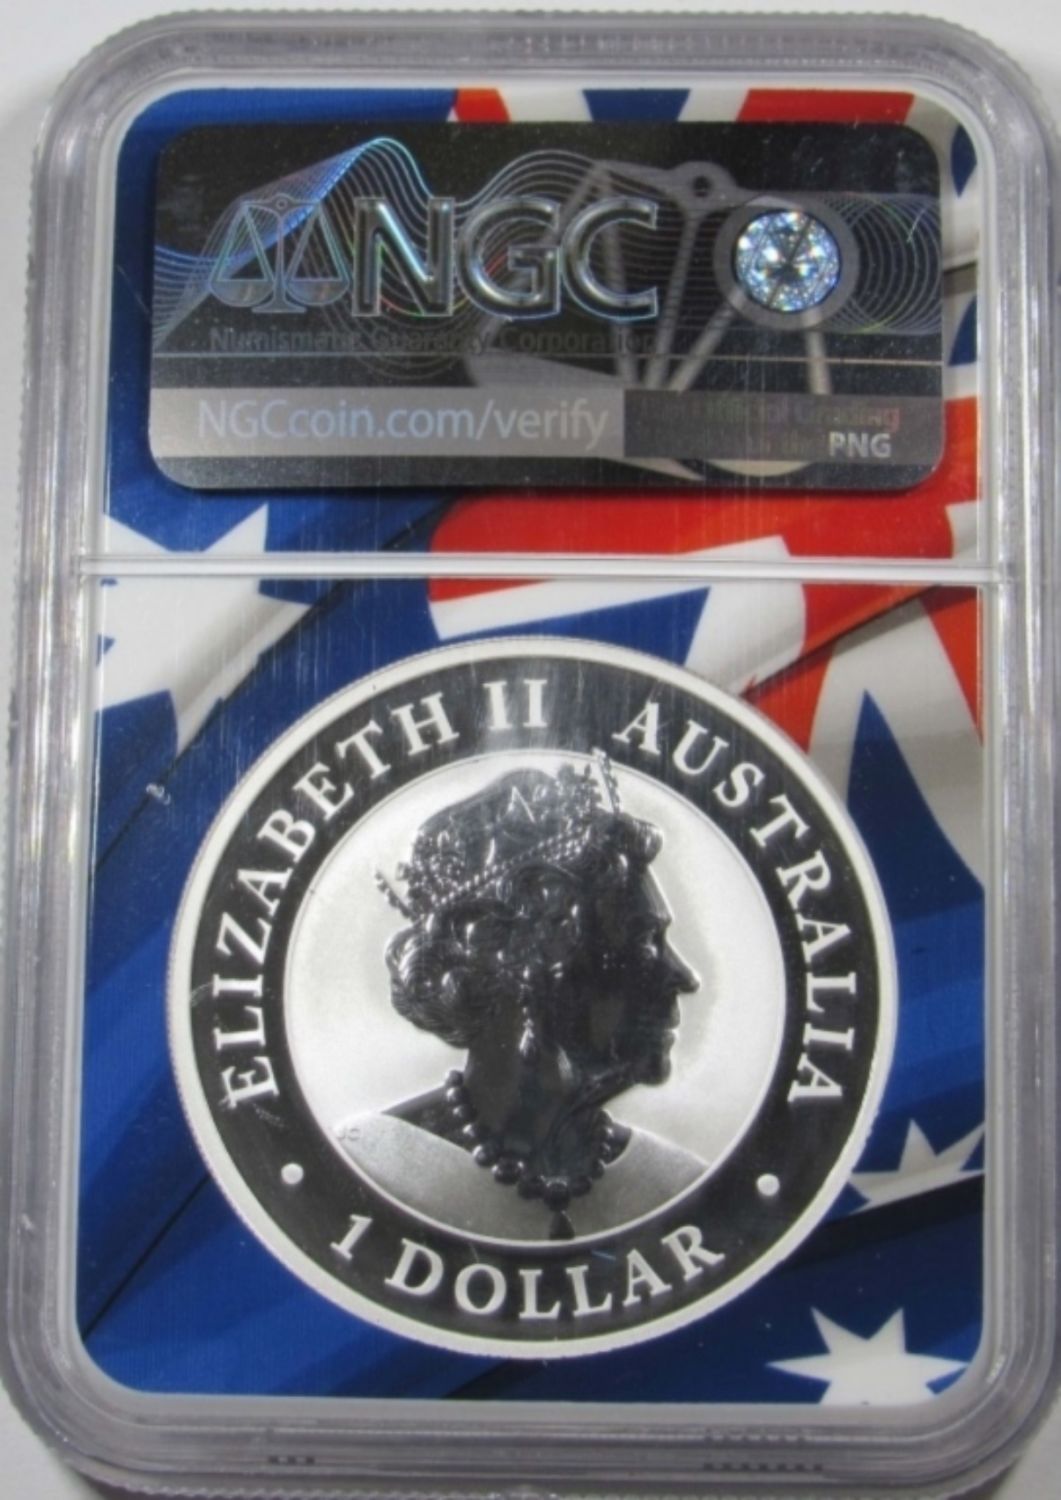 NGC
Numismatic Guaranty Corporation
NGCcoin.com/verify
PNG
ELIZABETH II AUSTRALIA
1 DOLLAR